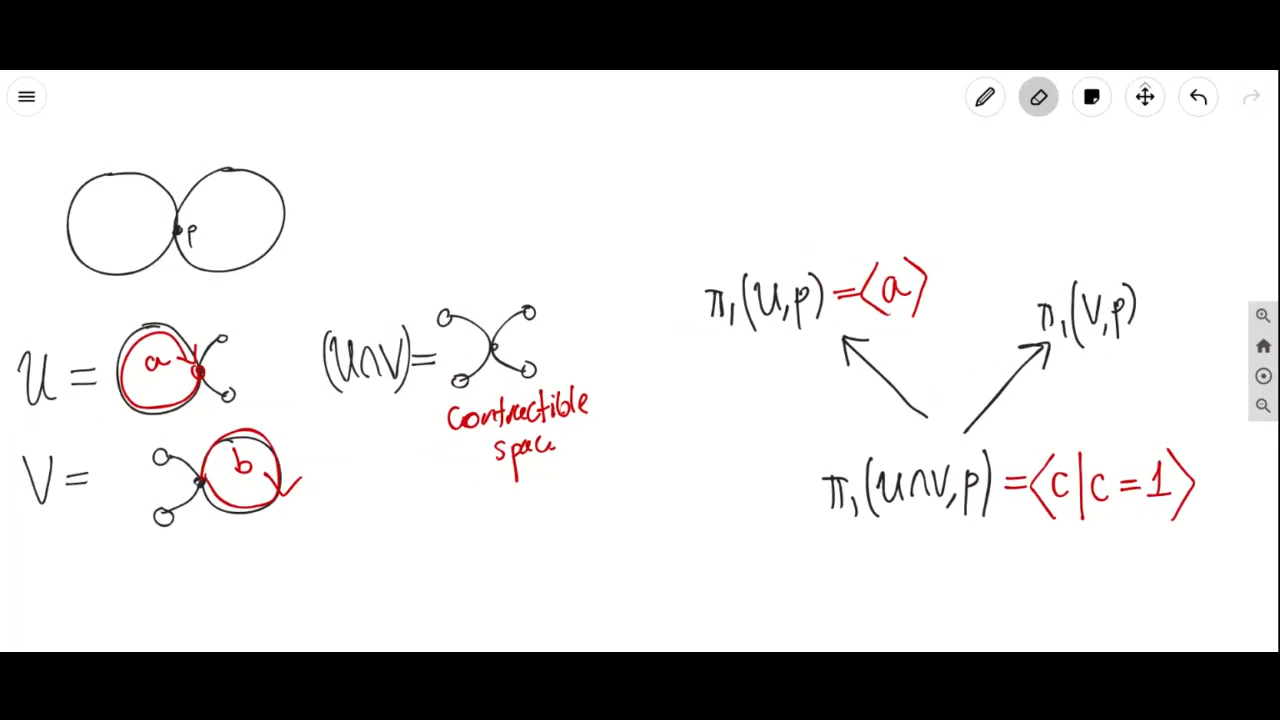 p
U = a
(U∩V) =
contractible
space
V = b
π₁(U,p) = ⟨a⟩
π₁(V,p)
π₁(U∩V,p) = ⟨c|c = 1⟩